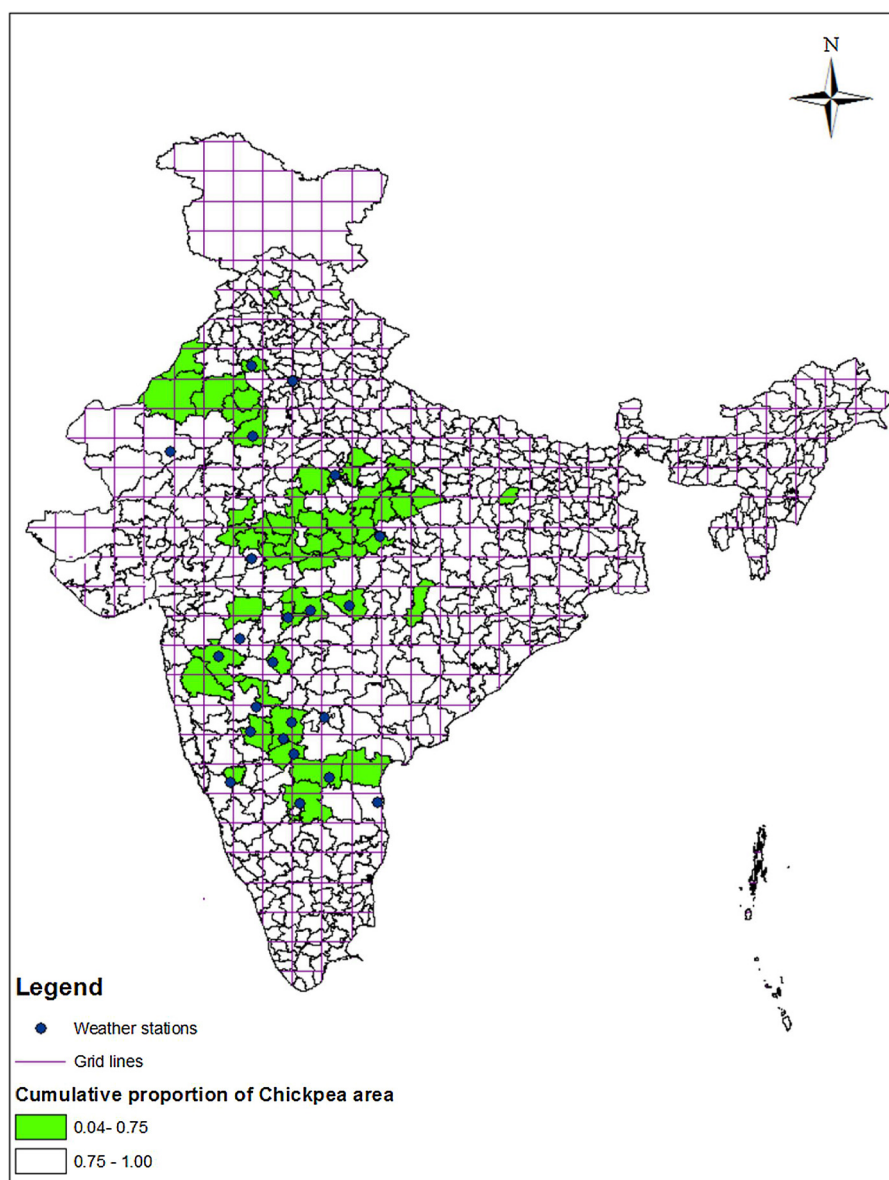 N
Legend
Weather stations
Grid lines
Cumulative proportion of Chickpea area
0.04- 0.75
0.75 - 1.00